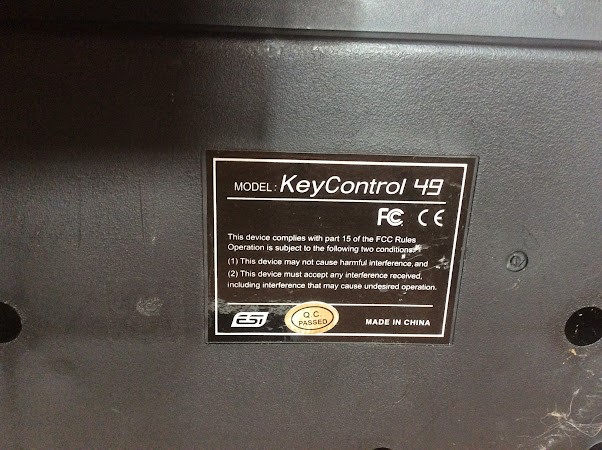 MODEL: KeyControl 49
FC CE
This device complies with part 15 of the FCC Rules
Operation is subject to the following two conditions:
(1) This device may not cause harmful interference, and
(2) This device must accept any interference received,
including interference that may cause undesired operation.
ESI Q.C PASSED MADE IN CHINA